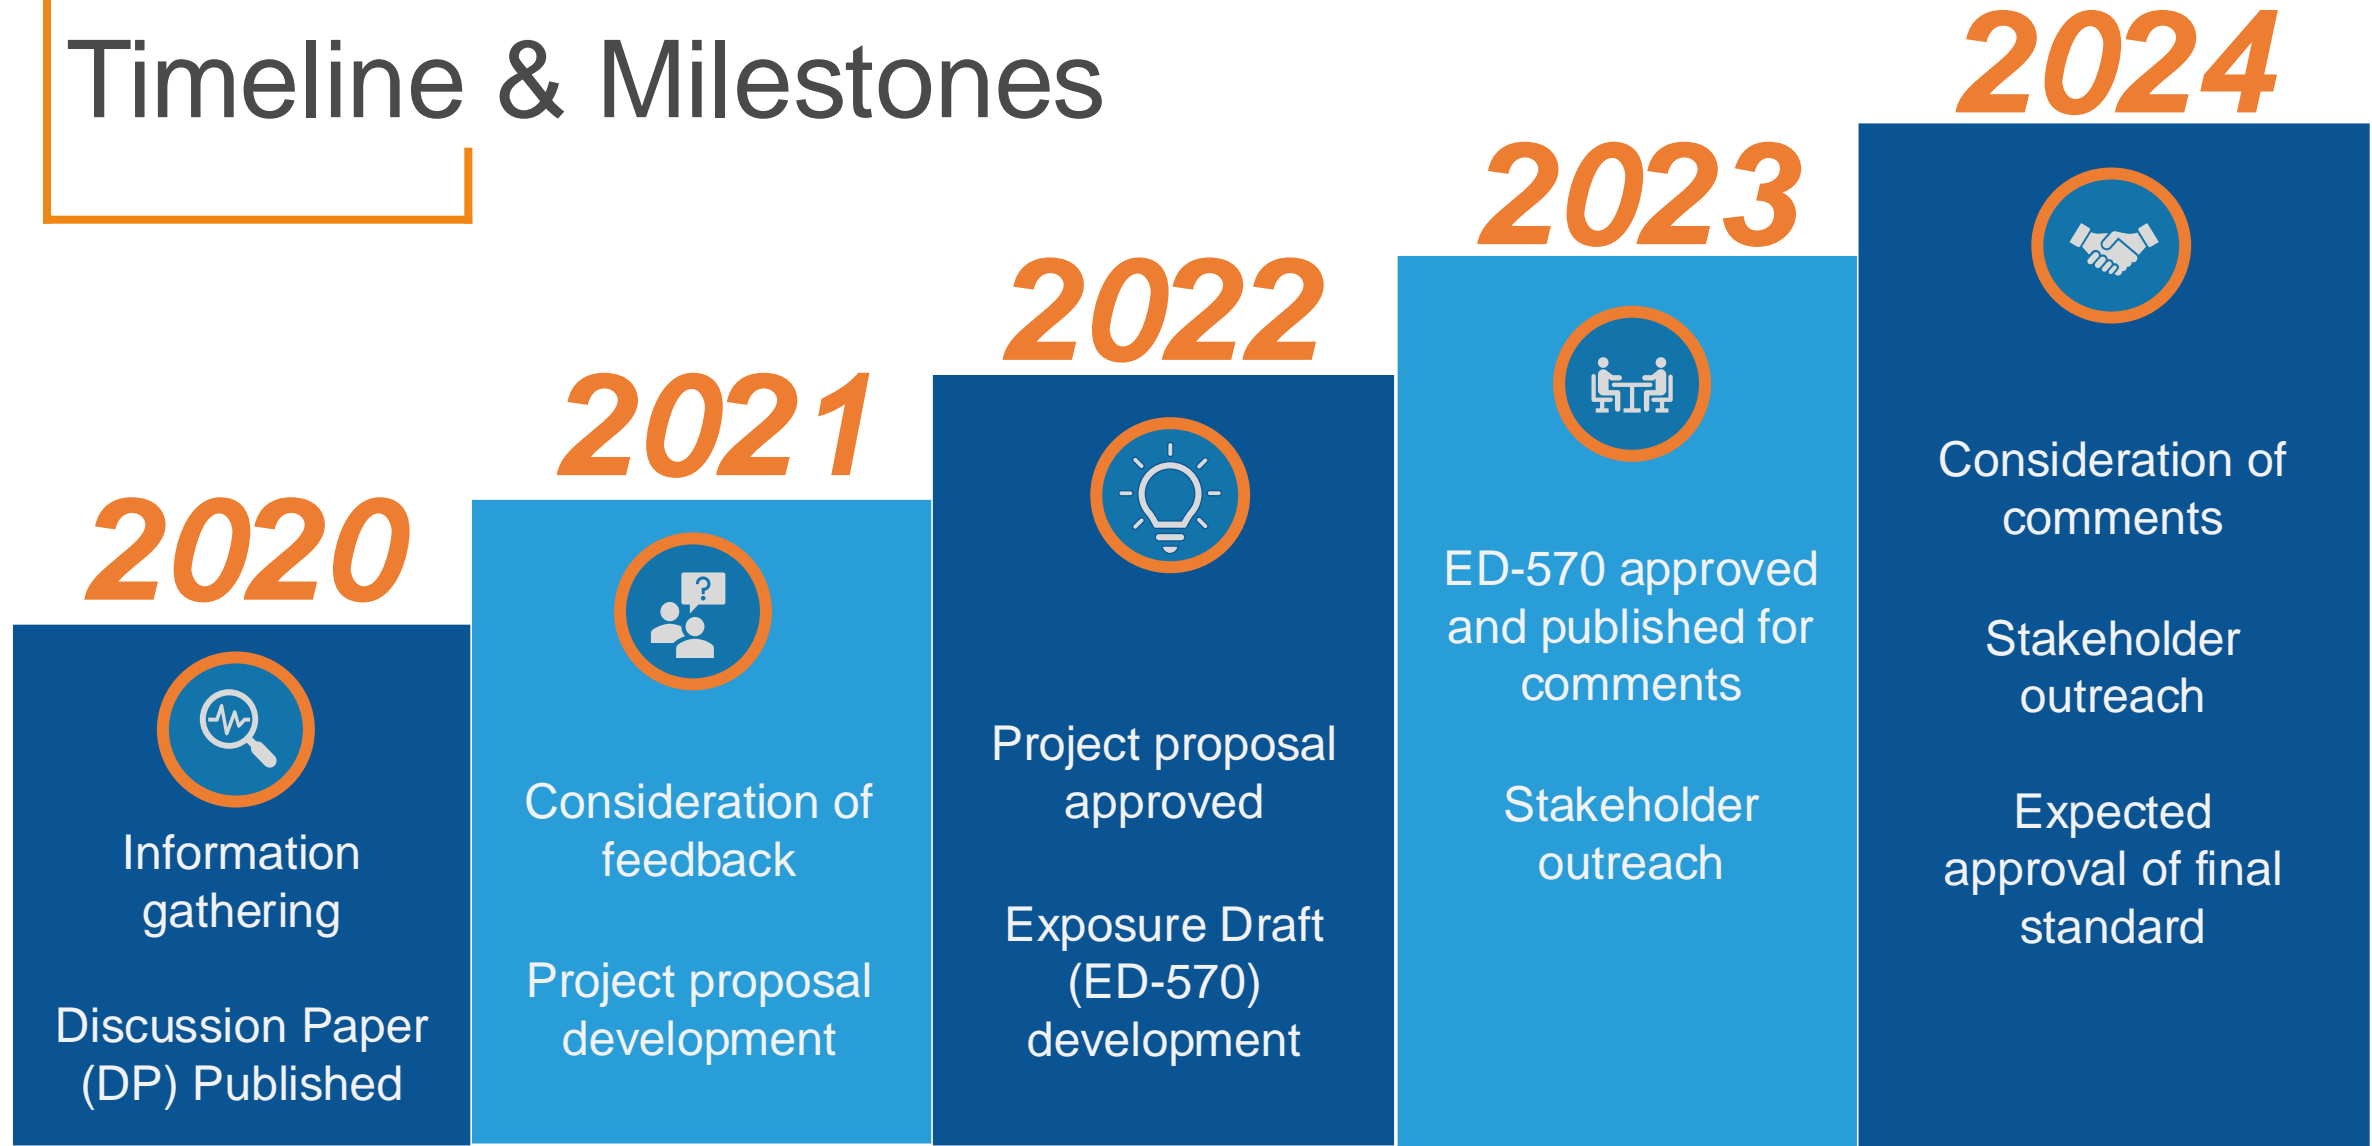 Timeline & Milestones
2020
Information
gathering
Discussion Paper
(DP) Published
2021
?
Consideration of
feedback
Project proposal
development
2022
Project proposal
approved
Exposure Draft
(ED-570)
development
2023
ED-570 approved
and published for
comments
Stakeholder
outreach
2024
Consideration of
comments
Stakeholder
outreach
Expected
approval of final
standard